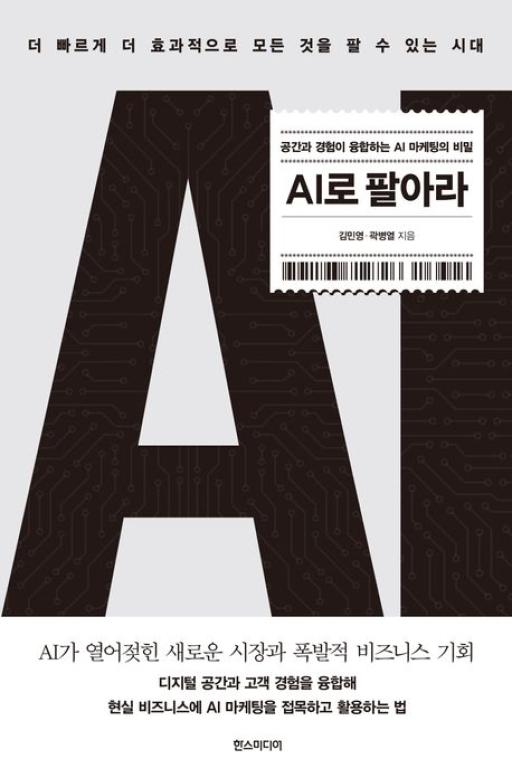 더 빠르게 더 효과적으로 모든 것을 팔 수 있는 시대
AI
공간과 경험이 융합하는 AI 마케팅의 비밀
AI로 팔아라
김민영·곽병열 지음
AI가 열어젖힌 새로운 시장과 폭발적 비즈니스 기회
디지털 공간과 고객 경험을 융합해
현실 비즈니스에 AI 마케팅을 접목하고 활용하는 법
한스미디어